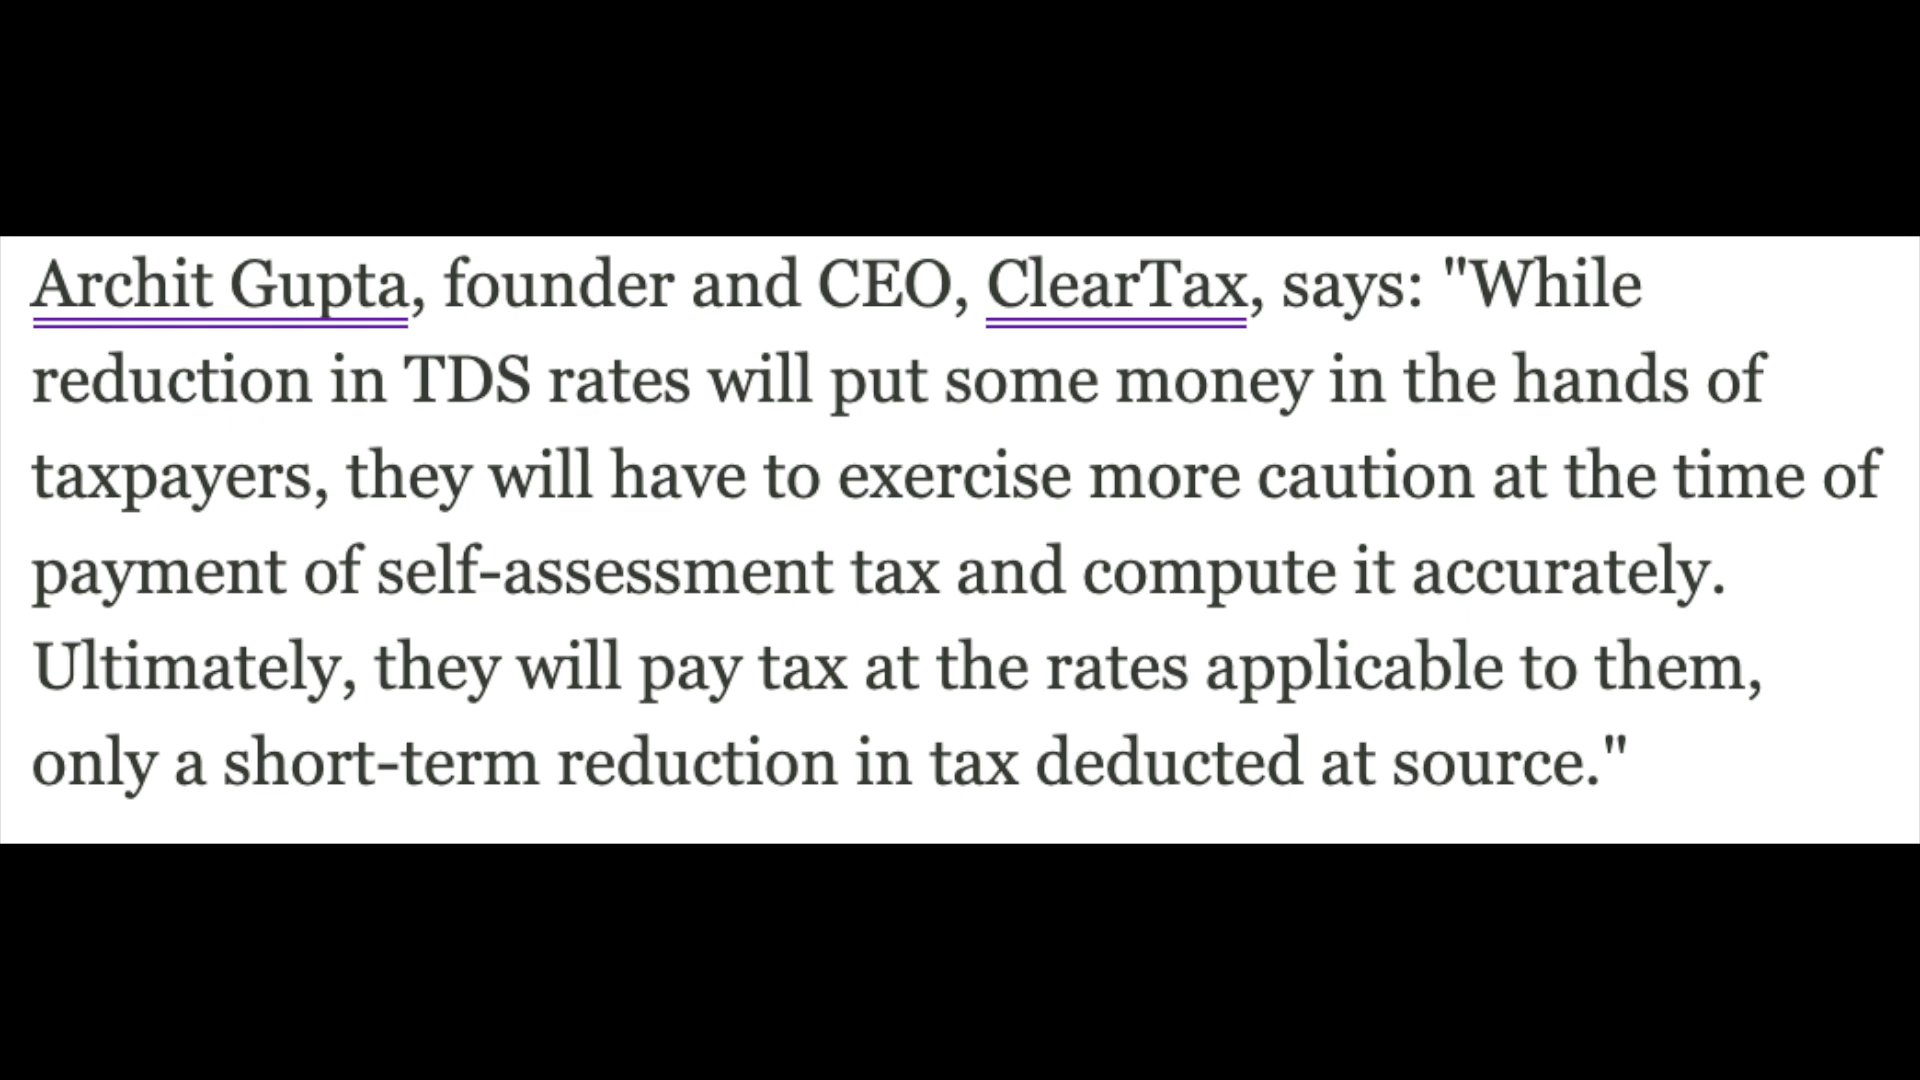 Archit Gupta, founder and CEO, ClearTax, says: "While
reduction in TDS rates will put some money in the hands of
taxpayers, they will have to exercise more caution at the time of
payment of self-assessment tax and compute it accurately.
Ultimately, they will pay tax at the rates applicable to them,
only a short-term reduction in tax deducted at source."